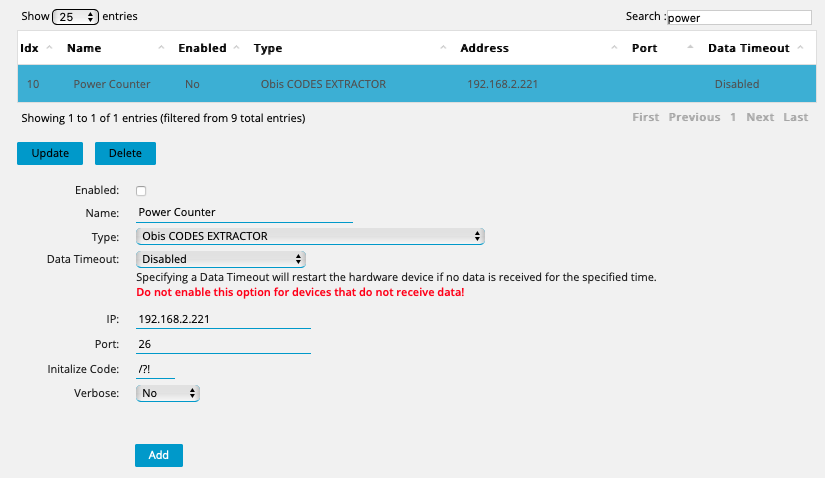 Show 25 entries Search : power
Idx Name Enabled Type Address Port Data Timeout
10 Power Counter No Obis CODES EXTRACTOR 192.168.2.221 Disabled
Showing 1 to 1 of 1 entries (filtered from 9 total entries) First Previous 1 Next Last
Update Delete
Enabled:
Name: Power Counter
Type: Obis CODES EXTRACTOR
Data Timeout: Disabled
Specifying a Data Timeout will restart the hardware device if no data is received for the specified time.
Do not enable this option for devices that do not receive data!
IP: 192.168.2.221
Port: 26
Initalize Code: /?!
Verbose: No
Add